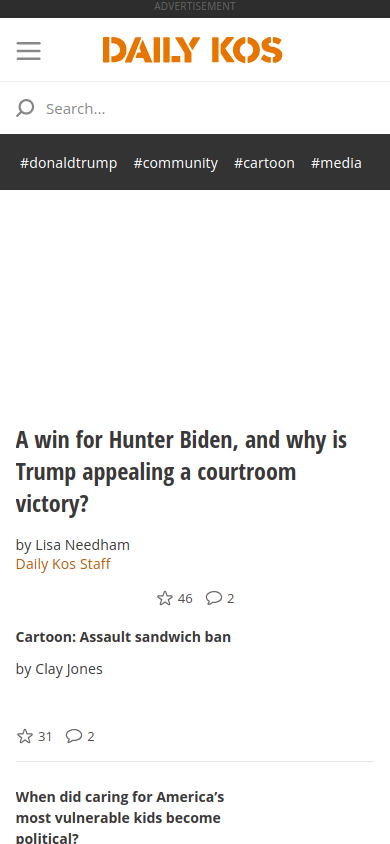 ADVERTISEMENT
DAILY KOS
Search...
#donaldtrump #community #cartoon #media
A win for Hunter Biden, and why is
Trump appealing a courtroom
victory?
by Lisa Needham
Daily Kos Staff
46 2
Cartoon: Assault sandwich ban
by Clay Jones
31 2
When did caring for America’s
most vulnerable kids become
political?